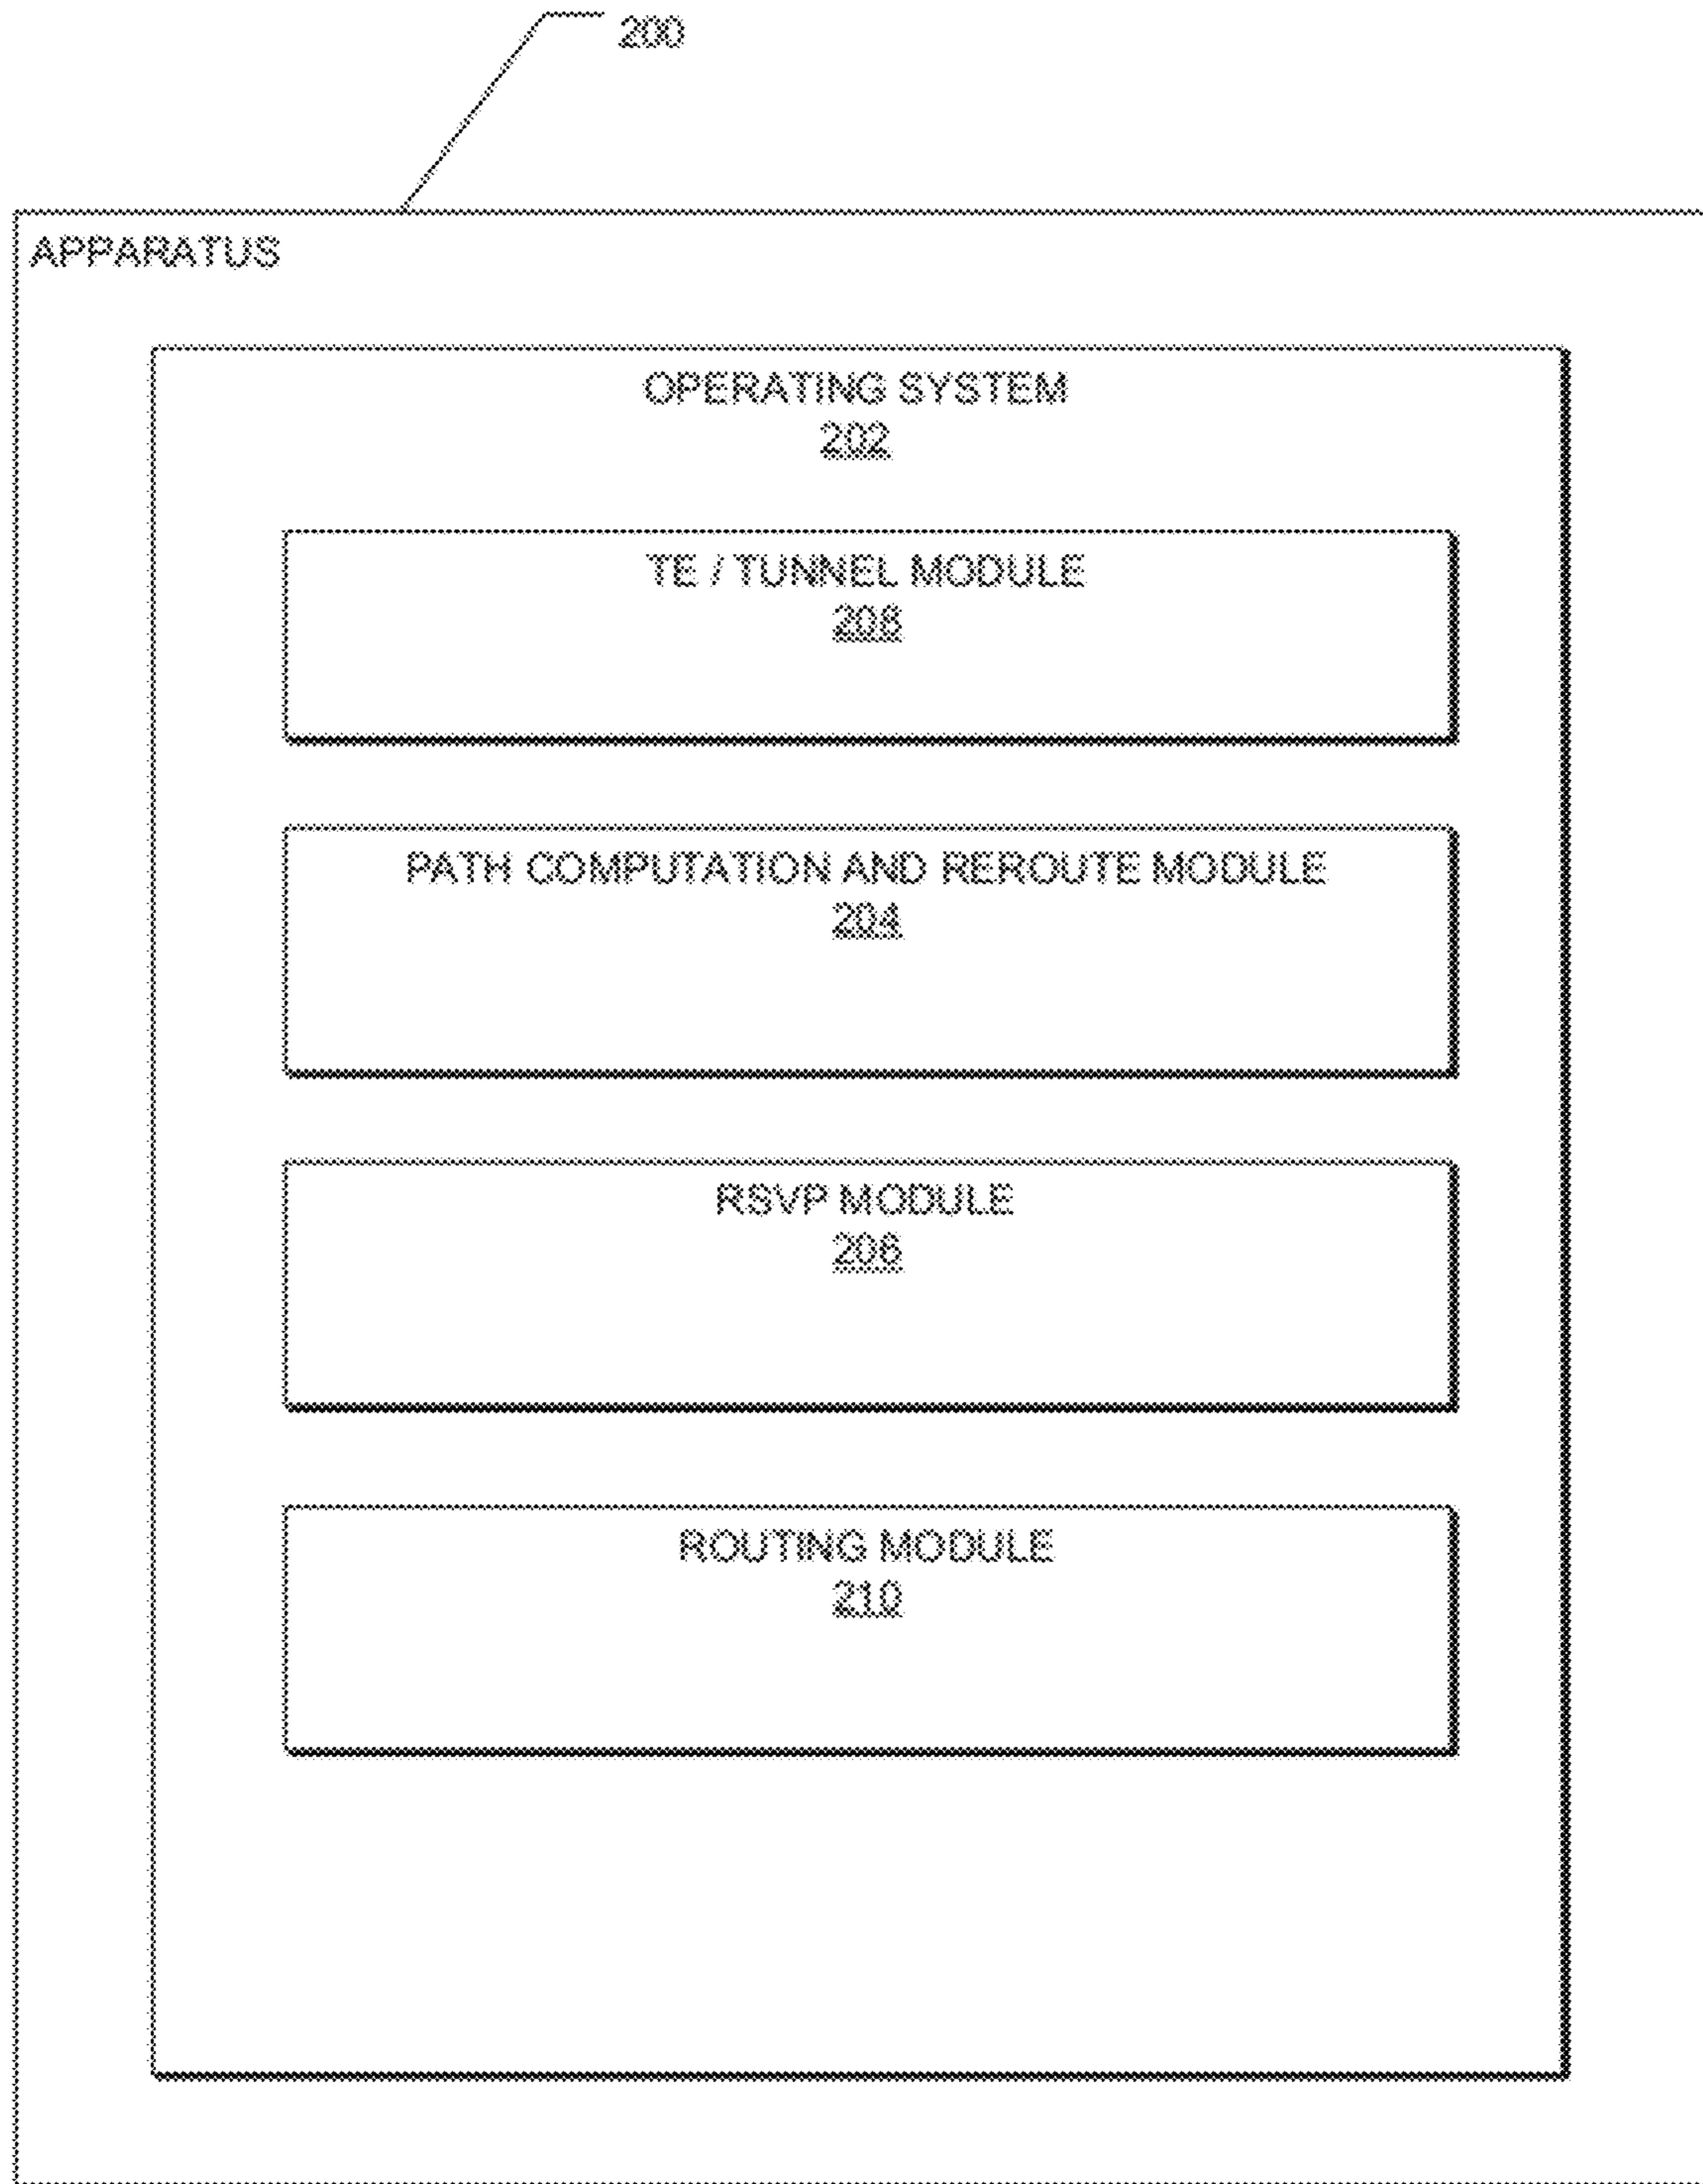 200
APPARATUS
OPERATING SYSTEM
202
TE / TUNNEL MODULE
208
PATH COMPUTATION AND REROUTE MODULE
204
RSVP MODULE
206
ROUTING MODULE
210